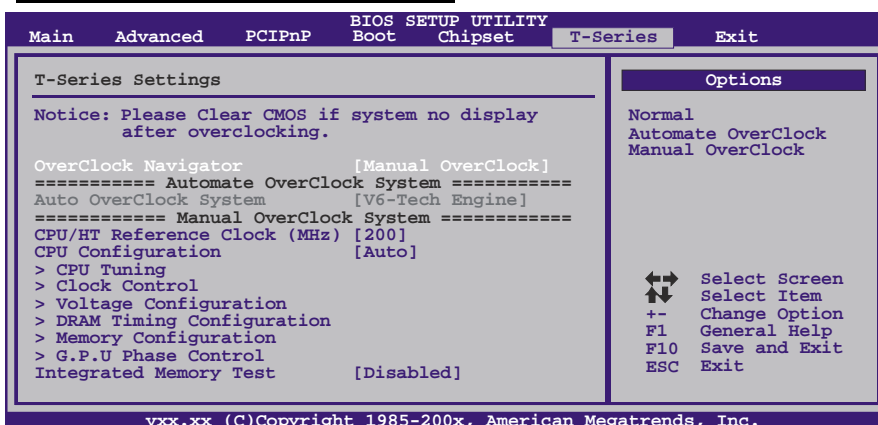 BIOS SETUP UTILITY
Main Advanced PCIPnP Boot Chipset T-Series Exit
T-Series Settings
Notice: Please Clear CMOS if system no display
after overclocking.
OverClock Navigator [Manual OverClock]
=========== Automate OverClock System ===========
Auto OverClock System [V6-Tech Engine]
============ Manual OverClock System ===========
CPU/HT Reference Clock (MHz) [200]
CPU Configuration [Auto]
> CPU Tuning
> Clock Control
> Voltage Configuration
> DRAM Timing Configuration
> Memory Configuration
> G.P.U Phase Control
Integrated Memory Test [Disabled]
Options
Normal
Automate OverClock
Manual OverClock
Select Screen
Select Item
+- Change Option
F1 General Help
F10 Save and Exit
ESC Exit
vxx.xx (C)Copyright 1985-200x, American Megatrends, Inc.